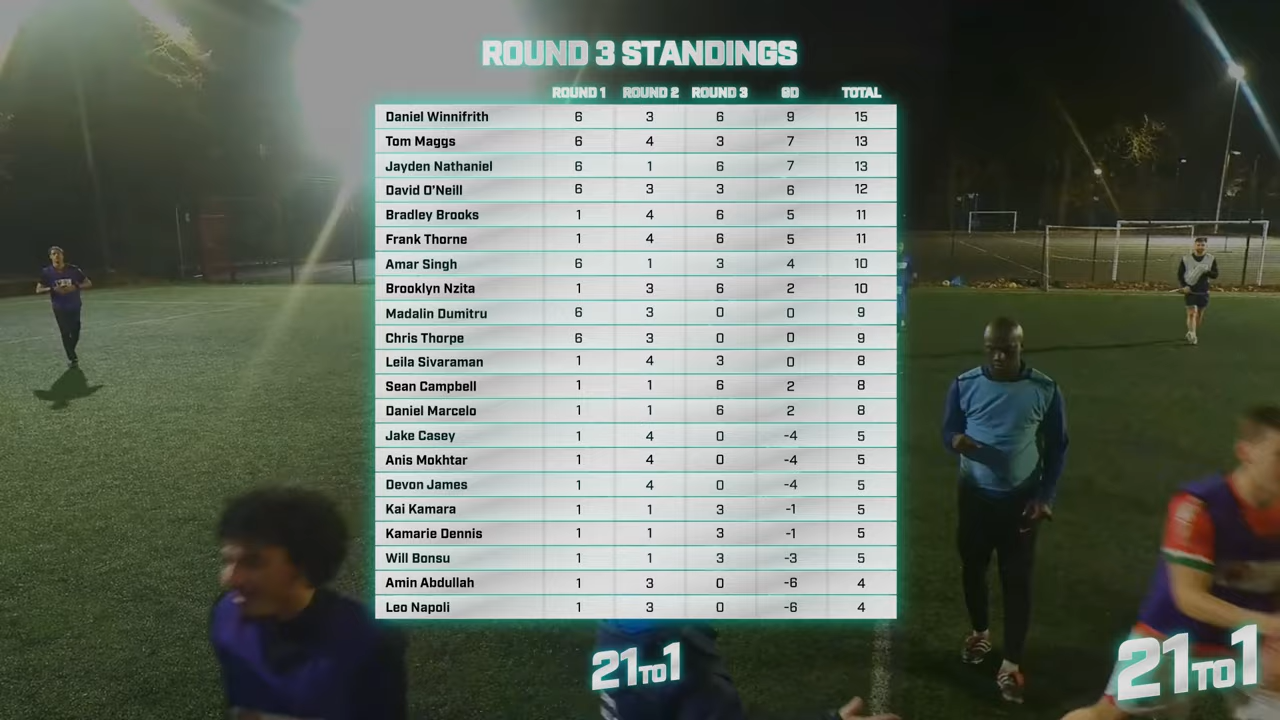 ROUND 3 STANDINGS
ROUND 1 ROUND 2 ROUND 3 GD TOTAL
Daniel Winnifrith 6 3 6 9 15
Tom Maggs 6 4 3 7 13
Jayden Nathaniel 6 1 6 7 13
David O'Neill 6 3 3 6 12
Bradley Brooks 1 4 6 5 11
Frank Thorne 1 4 6 5 11
Amar Singh 6 1 3 4 10
Brooklyn Nzita 1 3 6 2 10
Madalin Dumitru 6 3 0 0 9
Chris Thorpe 6 3 0 0 9
Leila Sivaraman 1 4 3 0 8
Sean Campbell 1 1 6 2 8
Daniel Marcelo 1 1 6 2 8
Jake Casey 1 4 0 -4 5
Anis Mokhtar 1 4 0 -4 5
Devon James 1 4 0 -4 5
Kai Kamara 1 1 3 -1 5
Kamarie Dennis 1 1 3 -1 5
Will Bonsu 1 1 3 -3 5
Amin Abdullah 1 3 0 -6 4
Leo Napoli 1 3 0 -6 4
21 TO 1
21 TO 1